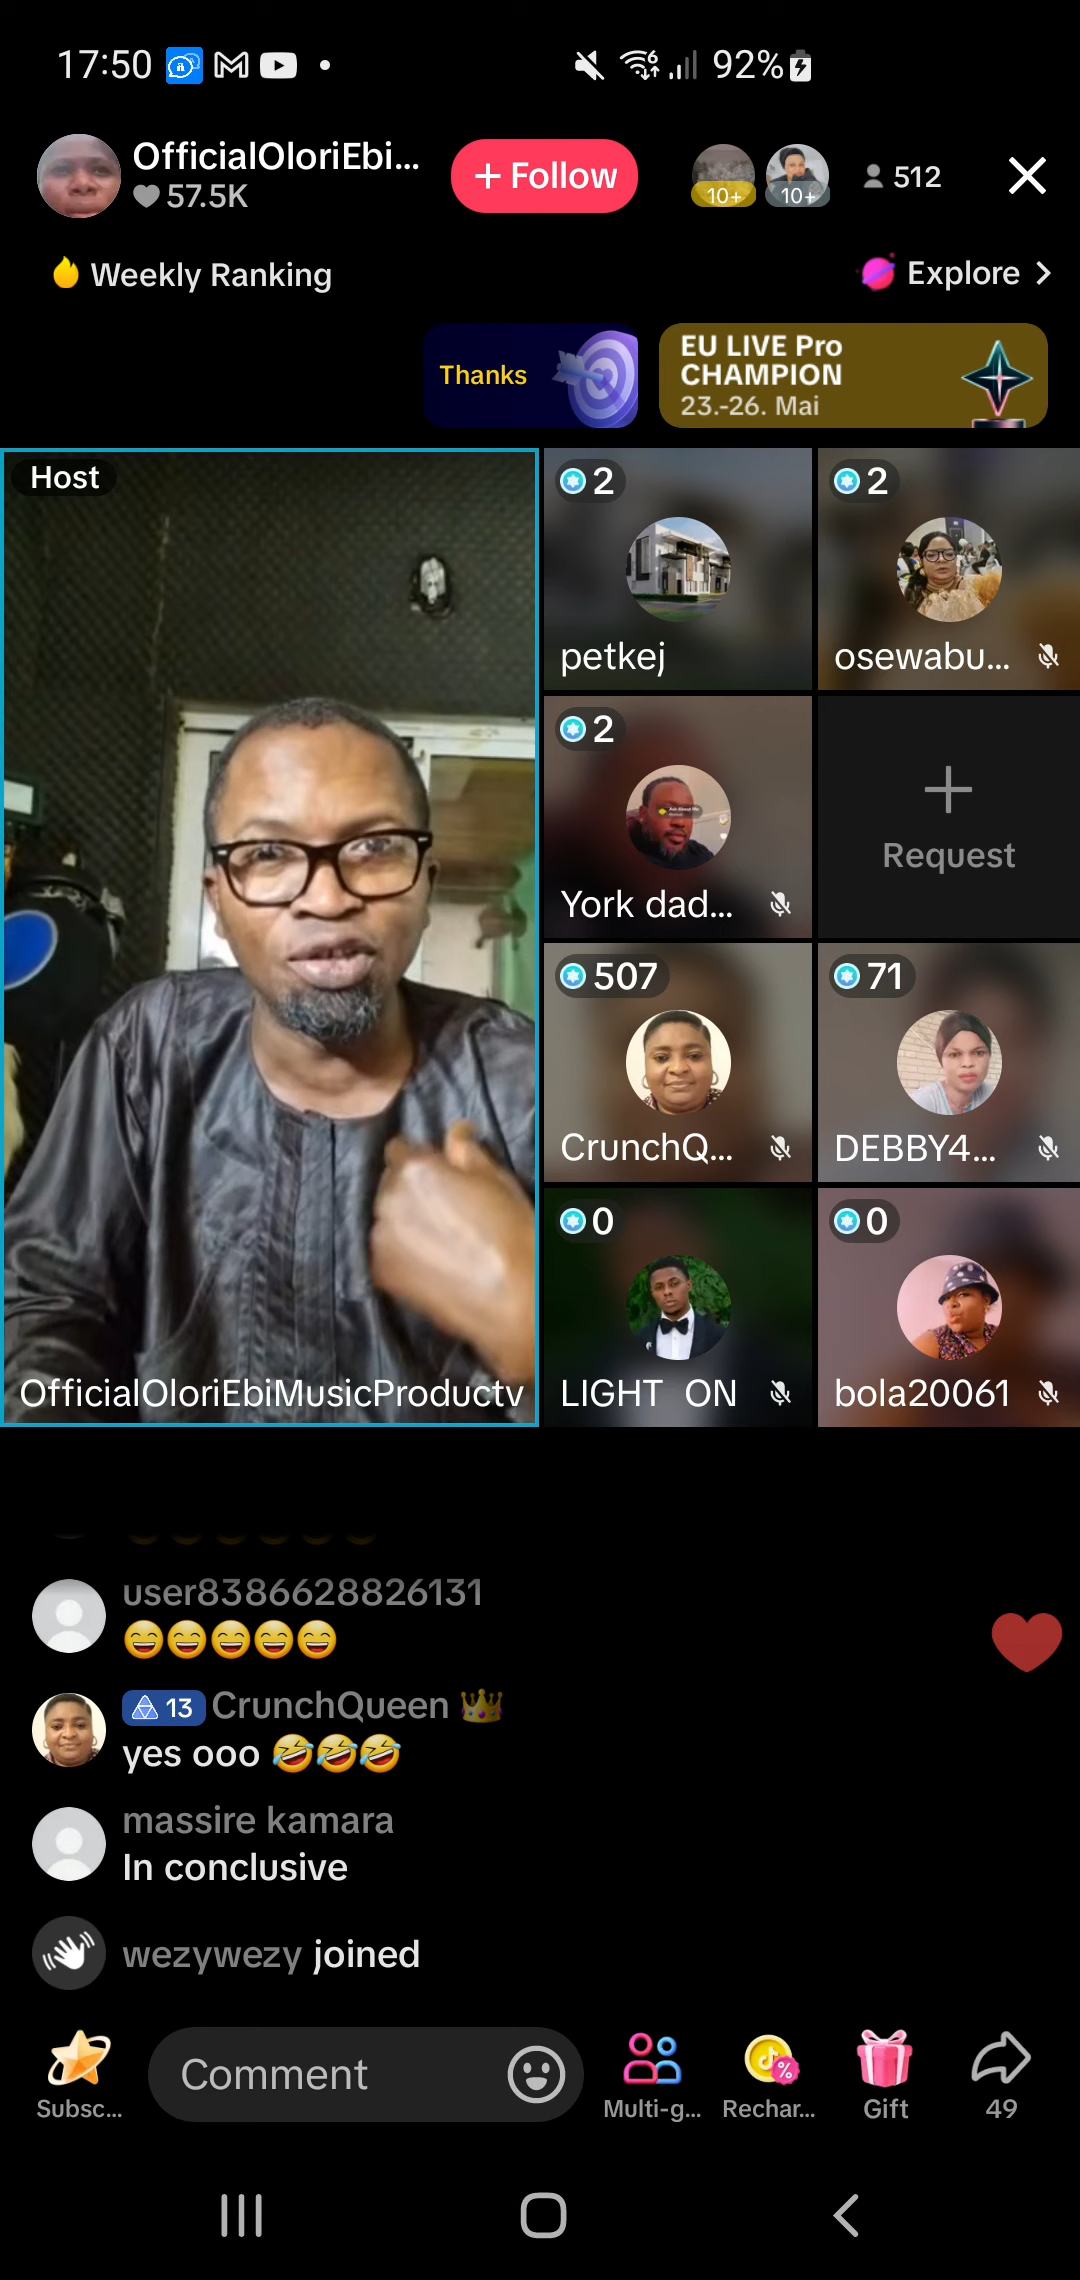 17:50
92%
OfficialOloriEbi...
57.5K
+ Follow
10+
10+
512
Weekly Ranking
Explore >
Thanks
EU LIVE Pro
CHAMPION
23.-26. Mai
Host
2
petkej
2
osewabu...
2
York dad...
Request
507
CrunchQ...
71
DEBBY4...
0
LIGHT ON
0
bola20061
OfficialOloriEbiMusicProductv
user8386628826131
😄😄😄😄😄
13 CrunchQueen 👑
yes ooo 🤣🤣🤣
massire kamara
In conclusive
wezywezy joined
Subsc...
Comment
Multi-g...
Rechar...
Gift
49